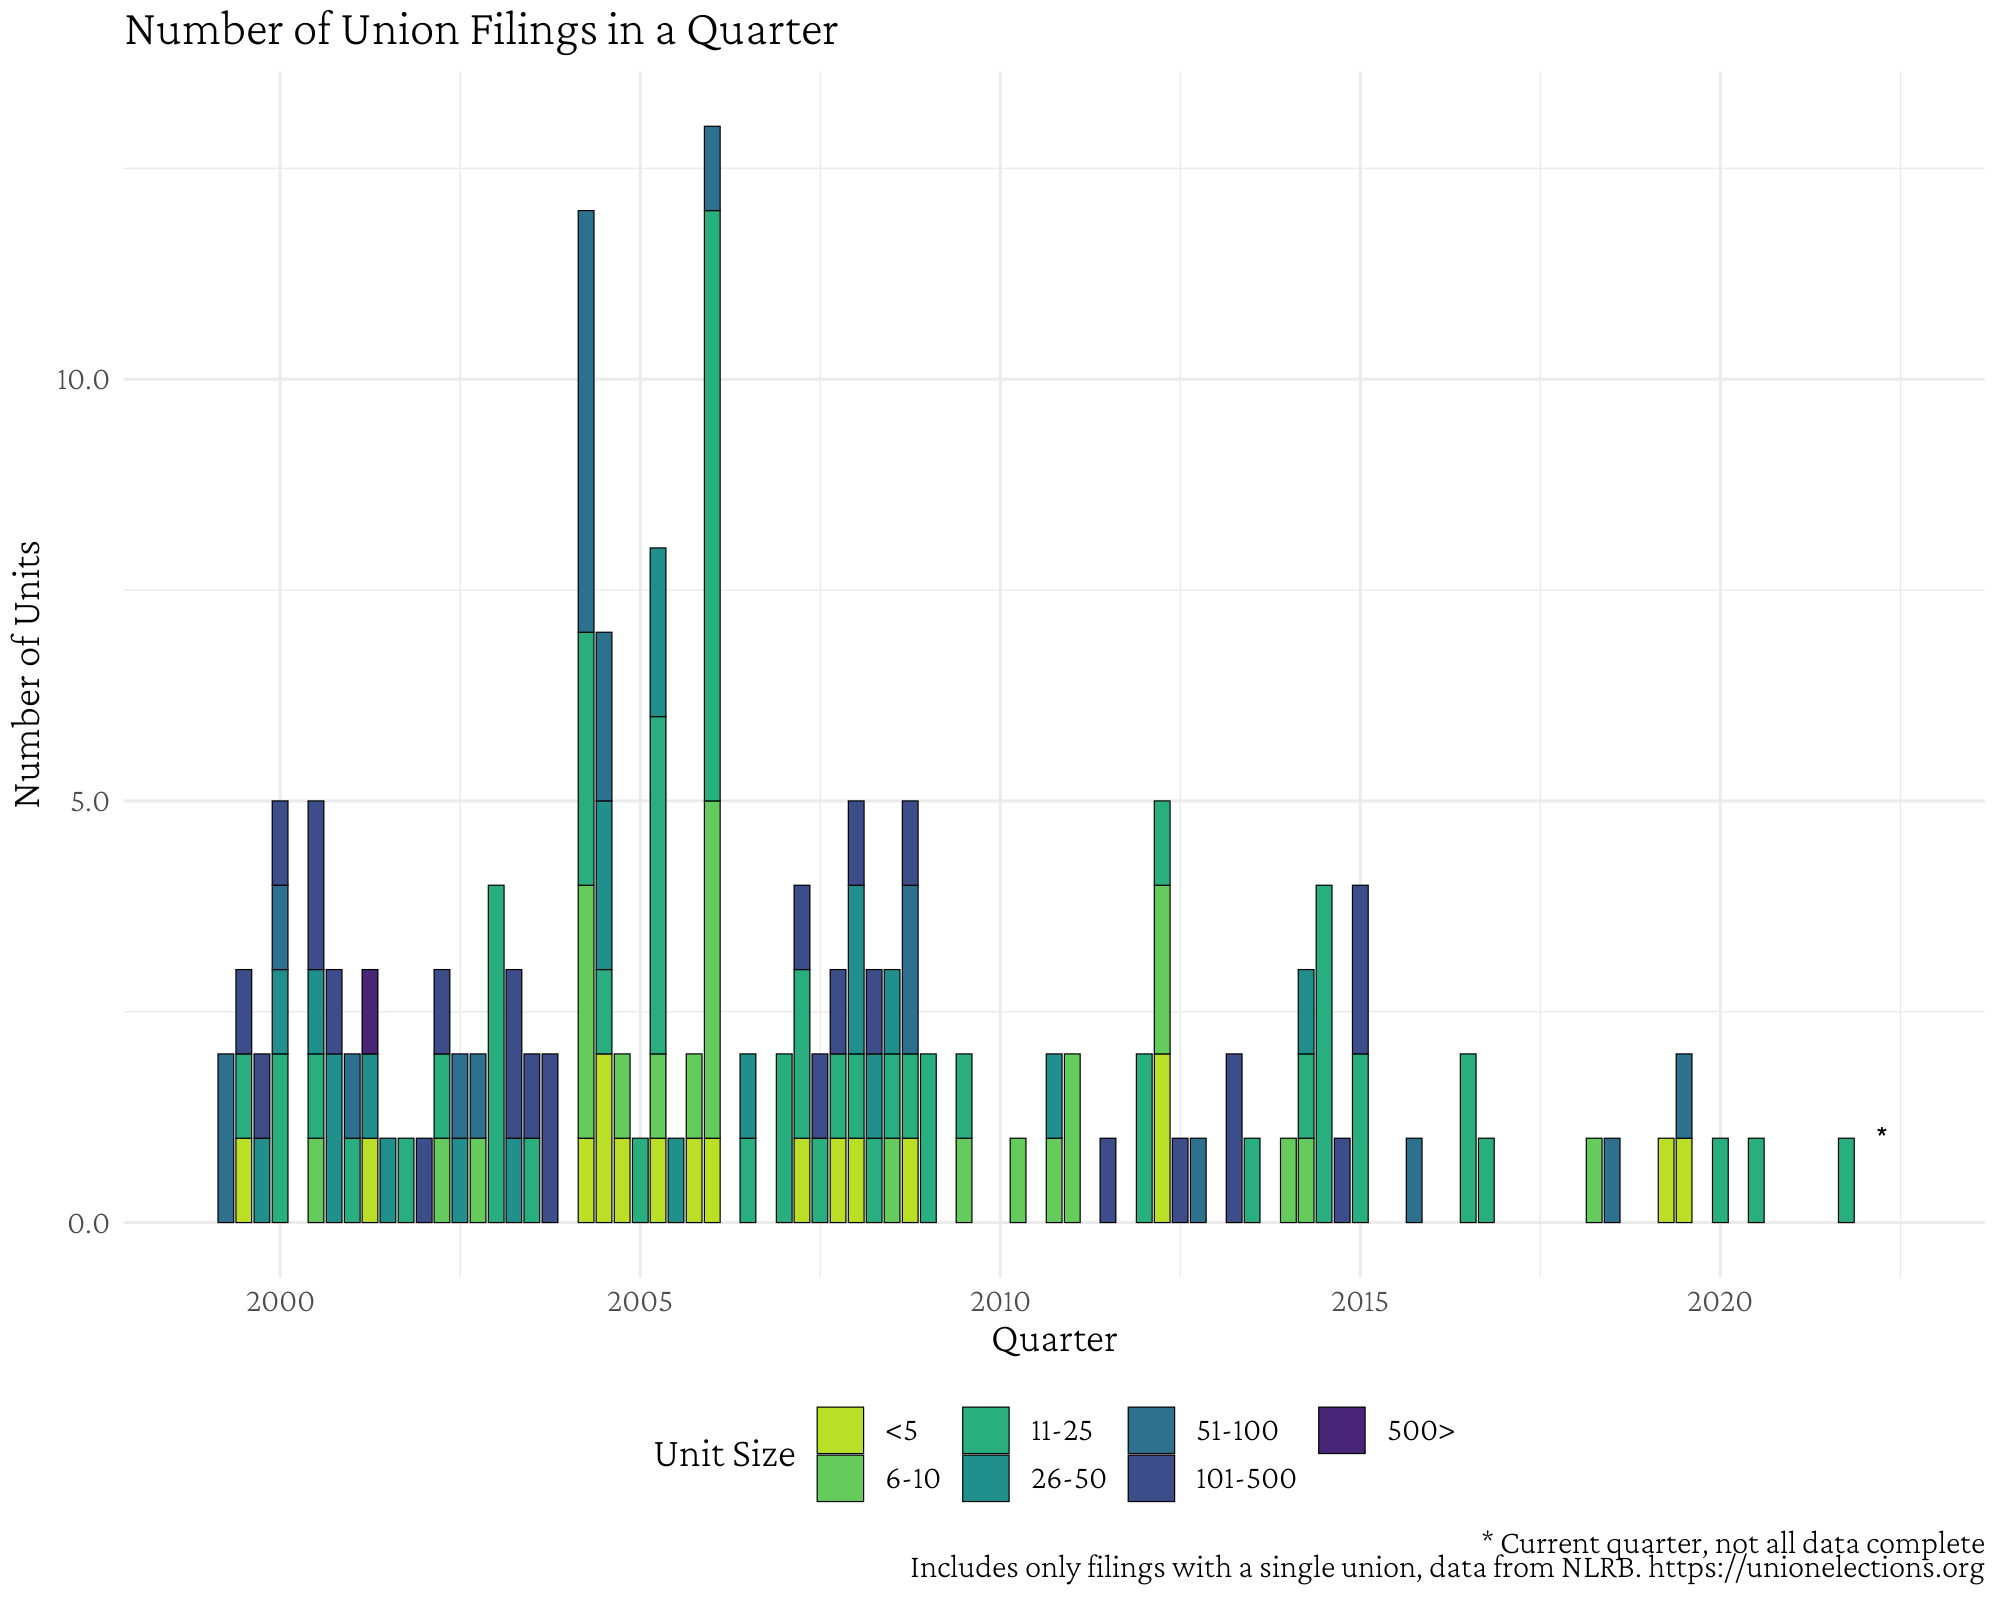 Number of Union Filings in a Quarter
Number of Units
10.0
5.0
0.0
*
2000 2005 2010 2015 2020
Quarter
Unit Size
<5 11-25 51-100 500>
6-10 26-50 101-500
* Current quarter, not all data complete
Includes only filings with a single union, data from NLRB. https://unionelections.org